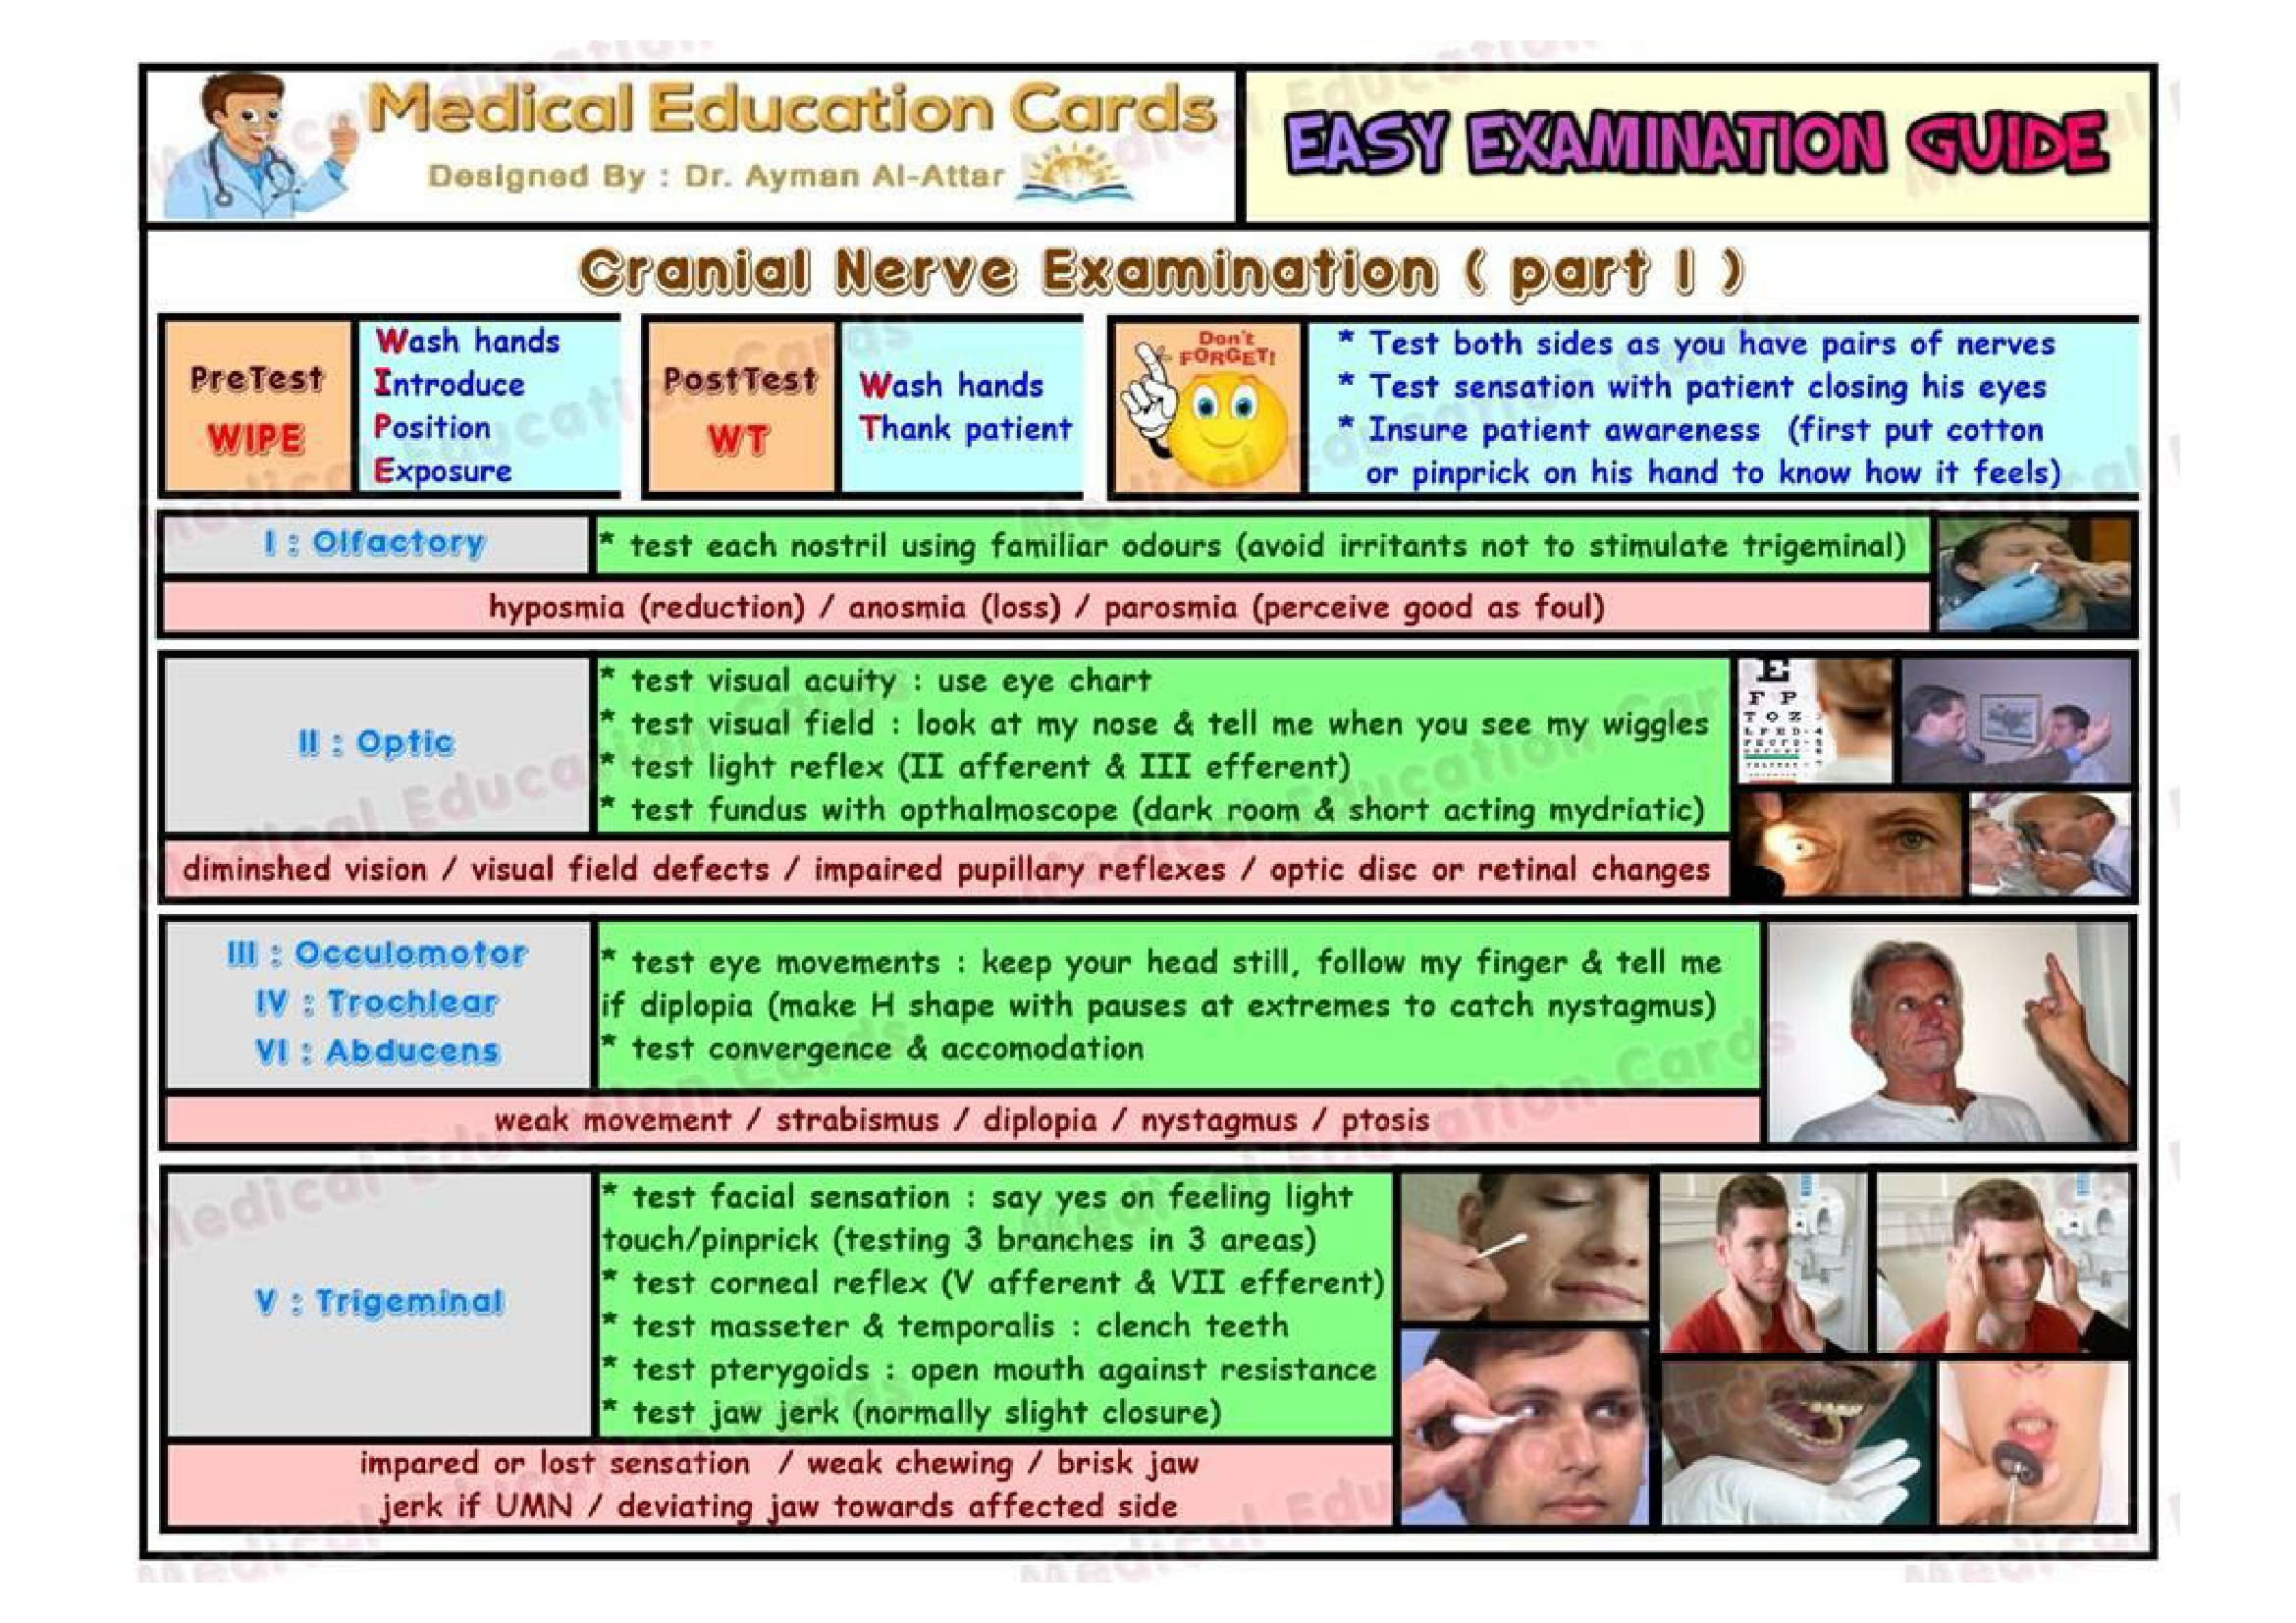 Medical Education Cards
Designed By : Dr. Ayman Al-Attar
EASY EXAMINATION GUIDE
Cranial Nerve Examination ( part I )
PreTest
WIPE
Wash hands
Introduce
Position
Exposure
PostTest
WT
Wash hands
Thank patient
Don't
FORGET!
* Test both sides as you have pairs of nerves
* Test sensation with patient closing his eyes
* Insure patient awareness (first put cotton
or pinprick on his hand to know how it feels)
I : Olfactory
* test each nostril using familiar odours (avoid irritants not to stimulate trigeminal)
hyposmia (reduction) / anosmia (loss) / parosmia (perceive good as foul)
II : Optic
* test visual acuity : use eye chart
* test visual field : look at my nose & tell me when you see my wiggles
* test light reflex (II afferent & III efferent)
* test fundus with opthalmoscope (dark room & short acting mydriatic)
E
F P
T O Z
diminshed vision / visual field defects / impaired pupillary reflexes / optic disc or retinal changes
III : Occulomotor
IV : Trochlear
VI : Abducens
* test eye movements : keep your head still, follow my finger & tell me
if diplopia (make H shape with pauses at extremes to catch nystagmus)
* test convergence & accomodation
weak movement / strabismus / diplopia / nystagmus / ptosis
V : Trigeminal
* test facial sensation : say yes on feeling light
touch/pinprick (testing 3 branches in 3 areas)
* test corneal reflex (V afferent & VII efferent)
* test masseter & temporalis : clench teeth
* test pterygoids : open mouth against resistance
* test jaw jerk (normally slight closure)
impared or lost sensation / weak chewing / brisk jaw
jerk if UMN / deviating jaw towards affected side